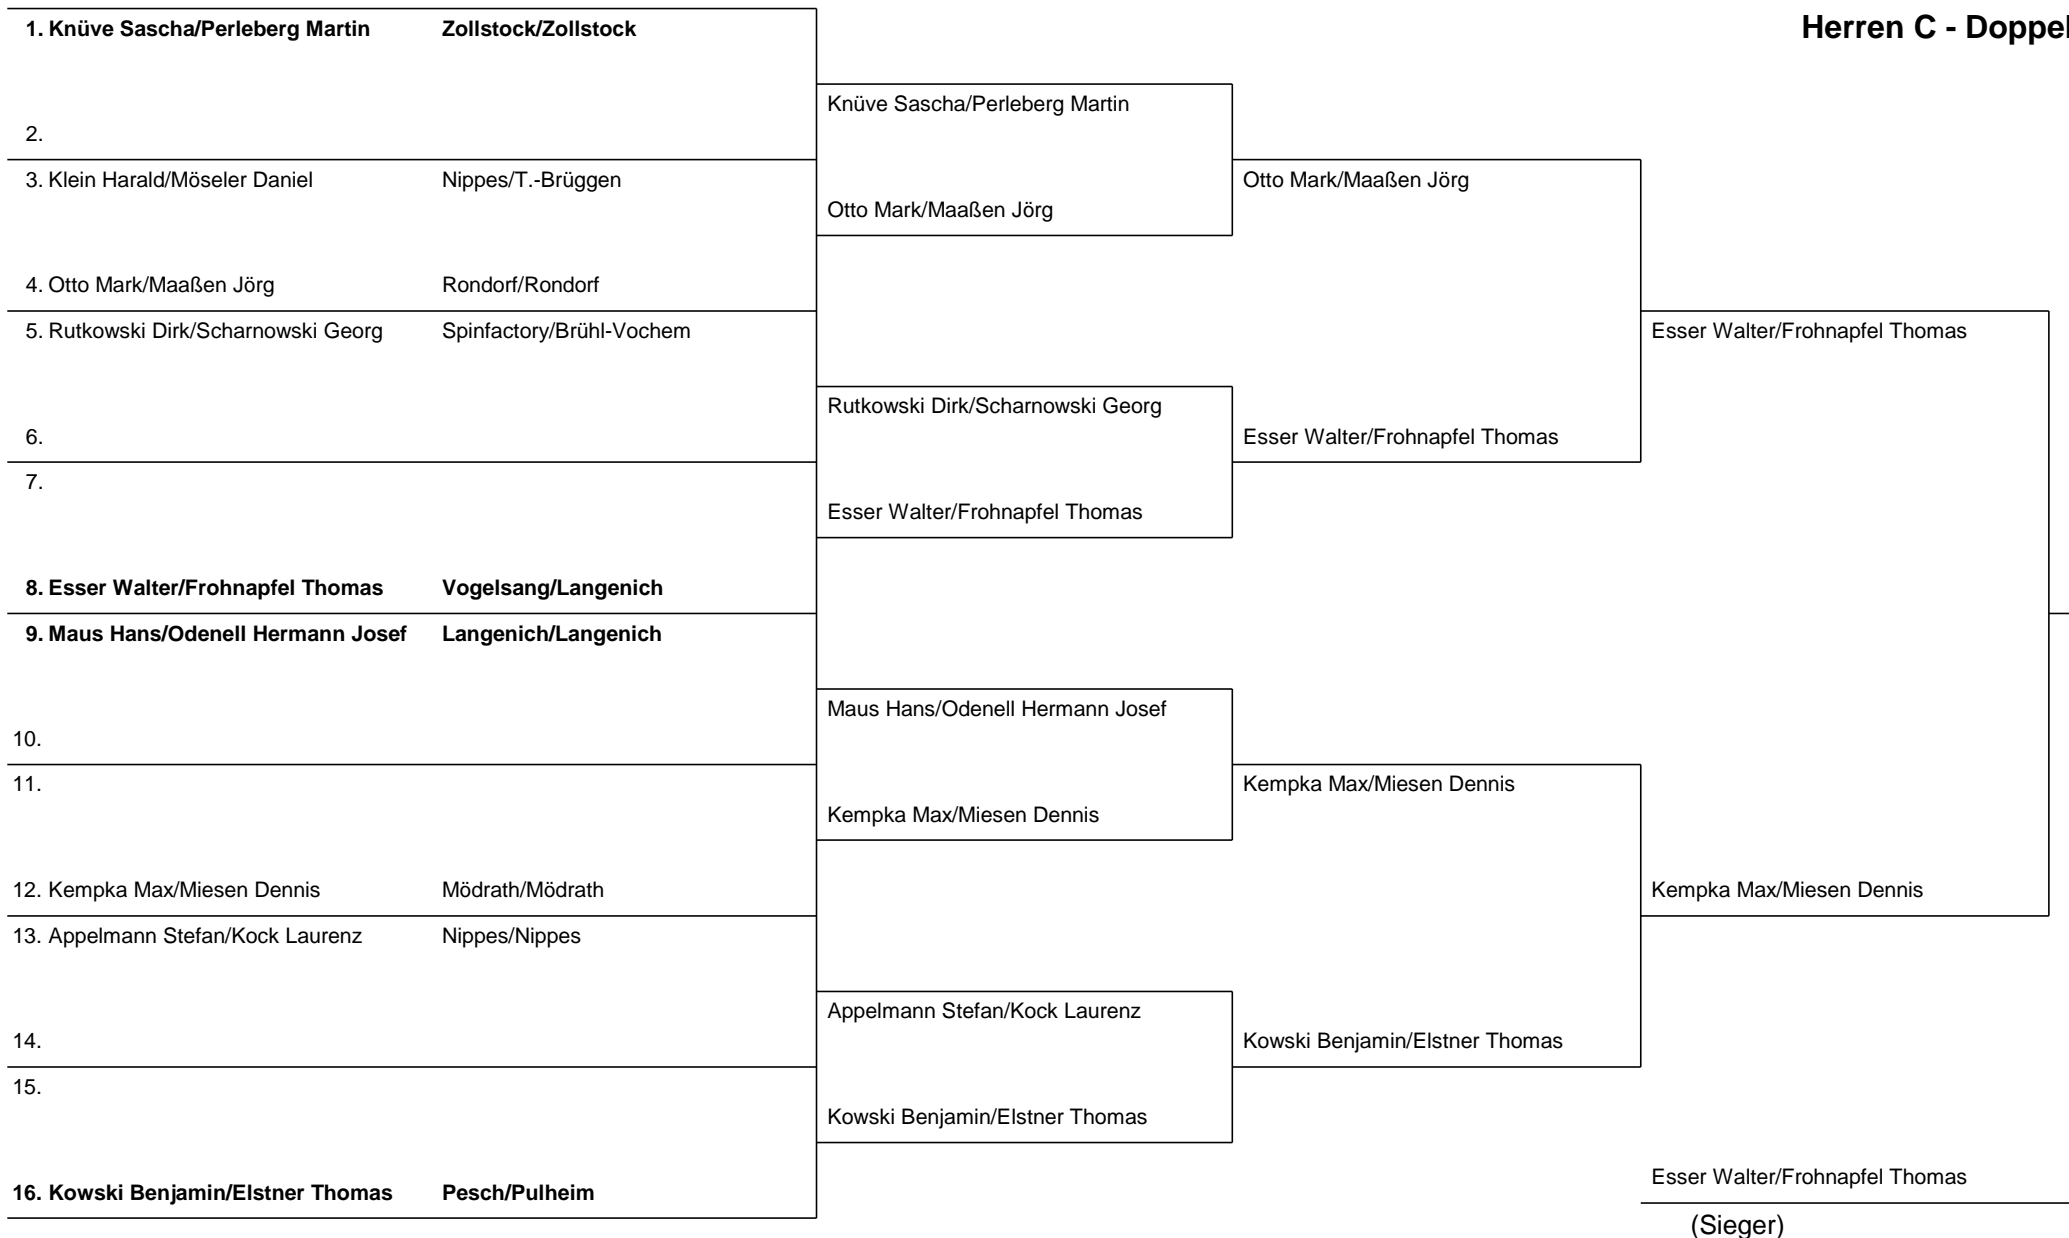 1. Knüve Sascha/Perleberg Martin Zollstock/Zollstock
Herren C - Doppel
Knüve Sascha/Perleberg Martin
2.
3. Klein Harald/Möseler Daniel Nippes/T.-Brüggen
Otto Mark/Maaßen Jörg
Otto Mark/Maaßen Jörg
4. Otto Mark/Maaßen Jörg Rondorf/Rondorf
5. Rutkowski Dirk/Scharnowski Georg Spinfactory/Brühl-Vochem
Esser Walter/Frohnapfel Thomas
Rutkowski Dirk/Scharnowski Georg
6.
Esser Walter/Frohnapfel Thomas
7.
Esser Walter/Frohnapfel Thomas
8. Esser Walter/Frohnapfel Thomas Vogelsang/Langenich
9. Maus Hans/Odenell Hermann Josef Langenich/Langenich
Maus Hans/Odenell Hermann Josef
10.
11.
Kempka Max/Miesen Dennis
Kempka Max/Miesen Dennis
12. Kempka Max/Miesen Dennis Mödrath/Mödrath
Kempka Max/Miesen Dennis
13. Appelmann Stefan/Kock Laurenz Nippes/Nippes
Appelmann Stefan/Kock Laurenz
14.
Kowski Benjamin/Elstner Thomas
15.
Kowski Benjamin/Elstner Thomas
Esser Walter/Frohnapfel Thomas
16. Kowski Benjamin/Elstner Thomas Pesch/Pulheim
(Sieger)